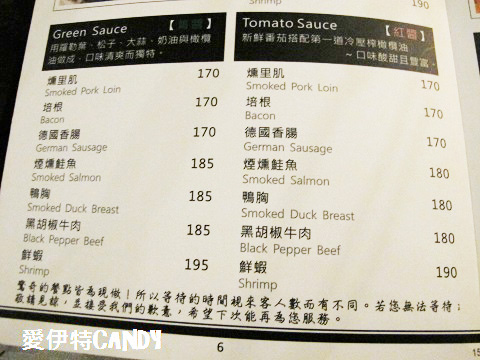 190
Green Sauce 【青醬】
用羅勒葉、松子、大蒜、奶油與橄欖
油做成、口味清爽而獨特。
燻里肌 170
Smoked Pork Loin
培根 170
Bacon
德國香腸 170
German Sausage
煙燻鮭魚 185
Smoked Salmon
鴨胸 185
Smoked Duck Breast
黑胡椒牛肉 185
Black Pepper Beef
鮮蝦 195
Shrimp
Tomato Sauce 【紅醬】
新鮮番茄搭配第一道冷壓榨橄欖油
~ 口味酸甜且豐富。
燻里肌 170
Smoked Pork Loin
培根 170
Bacon
德國香腸 170
German Sausage
煙燻鮭魚 180
Smoked Salmon
鴨胸 180
Smoked Duck Breast
黑胡椒牛肉 180
Black Pepper Beef
鮮蝦 190
Shrimp
驚奇的餐點皆為現做！所以等待的時間視來客人數而有不同。若您無法等待；
敬請見諒，並接受我們的歉意，希望下次能再為您服務。
6
15
愛伊特CANDY